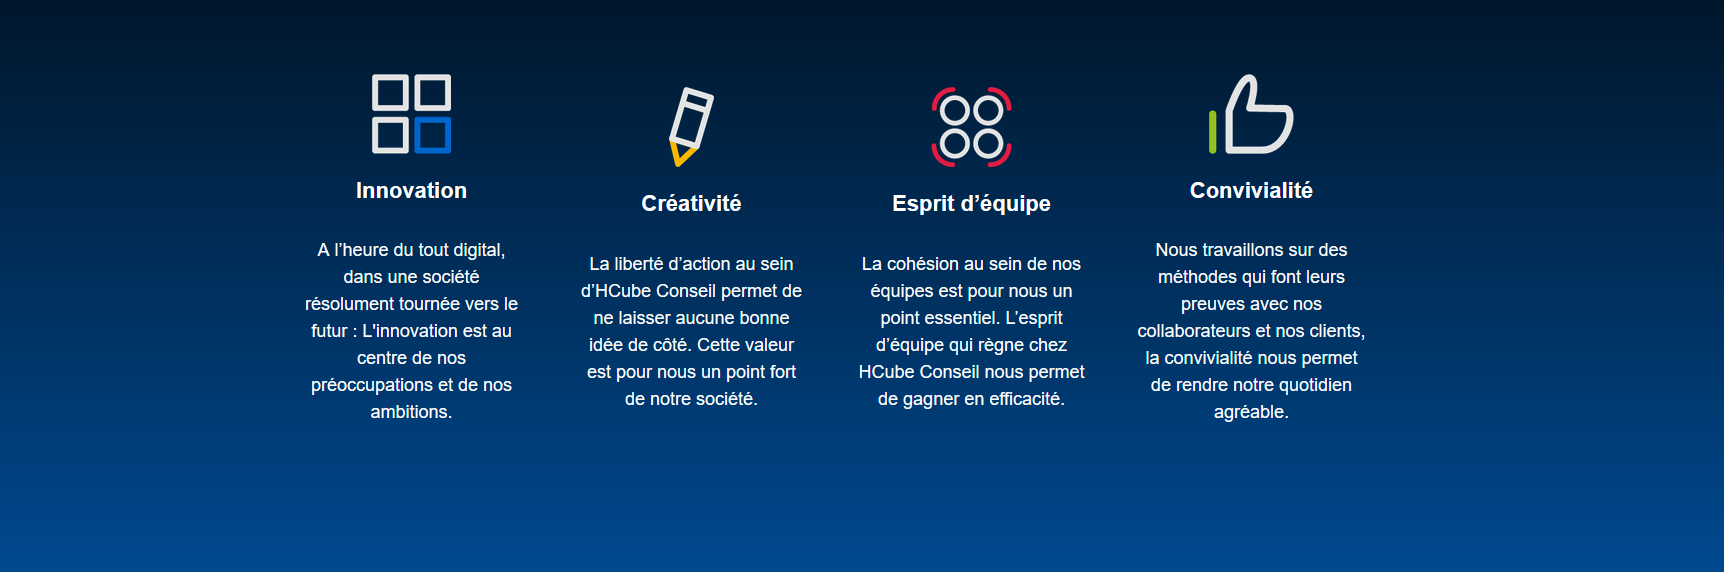 Innovation
A l’heure du tout digital,
dans une société
résolument tournée vers le
futur : L'innovation est au
centre de nos
préoccupations et de nos
ambitions.
Créativité
La liberté d’action au sein
d’HCube Conseil permet de
ne laisser aucune bonne
idée de côté. Cette valeur
est pour nous un point fort
de notre société.
Esprit d’équipe
La cohésion au sein de nos
équipes est pour nous un
point essentiel. L’esprit
d’équipe qui règne chez
HCube Conseil nous permet
de gagner en efficacité.
Convivialité
Nous travaillons sur des
méthodes qui font leurs
preuves avec nos
collaborateurs et nos clients,
la convivialité nous permet
de rendre notre quotidien
agréable.